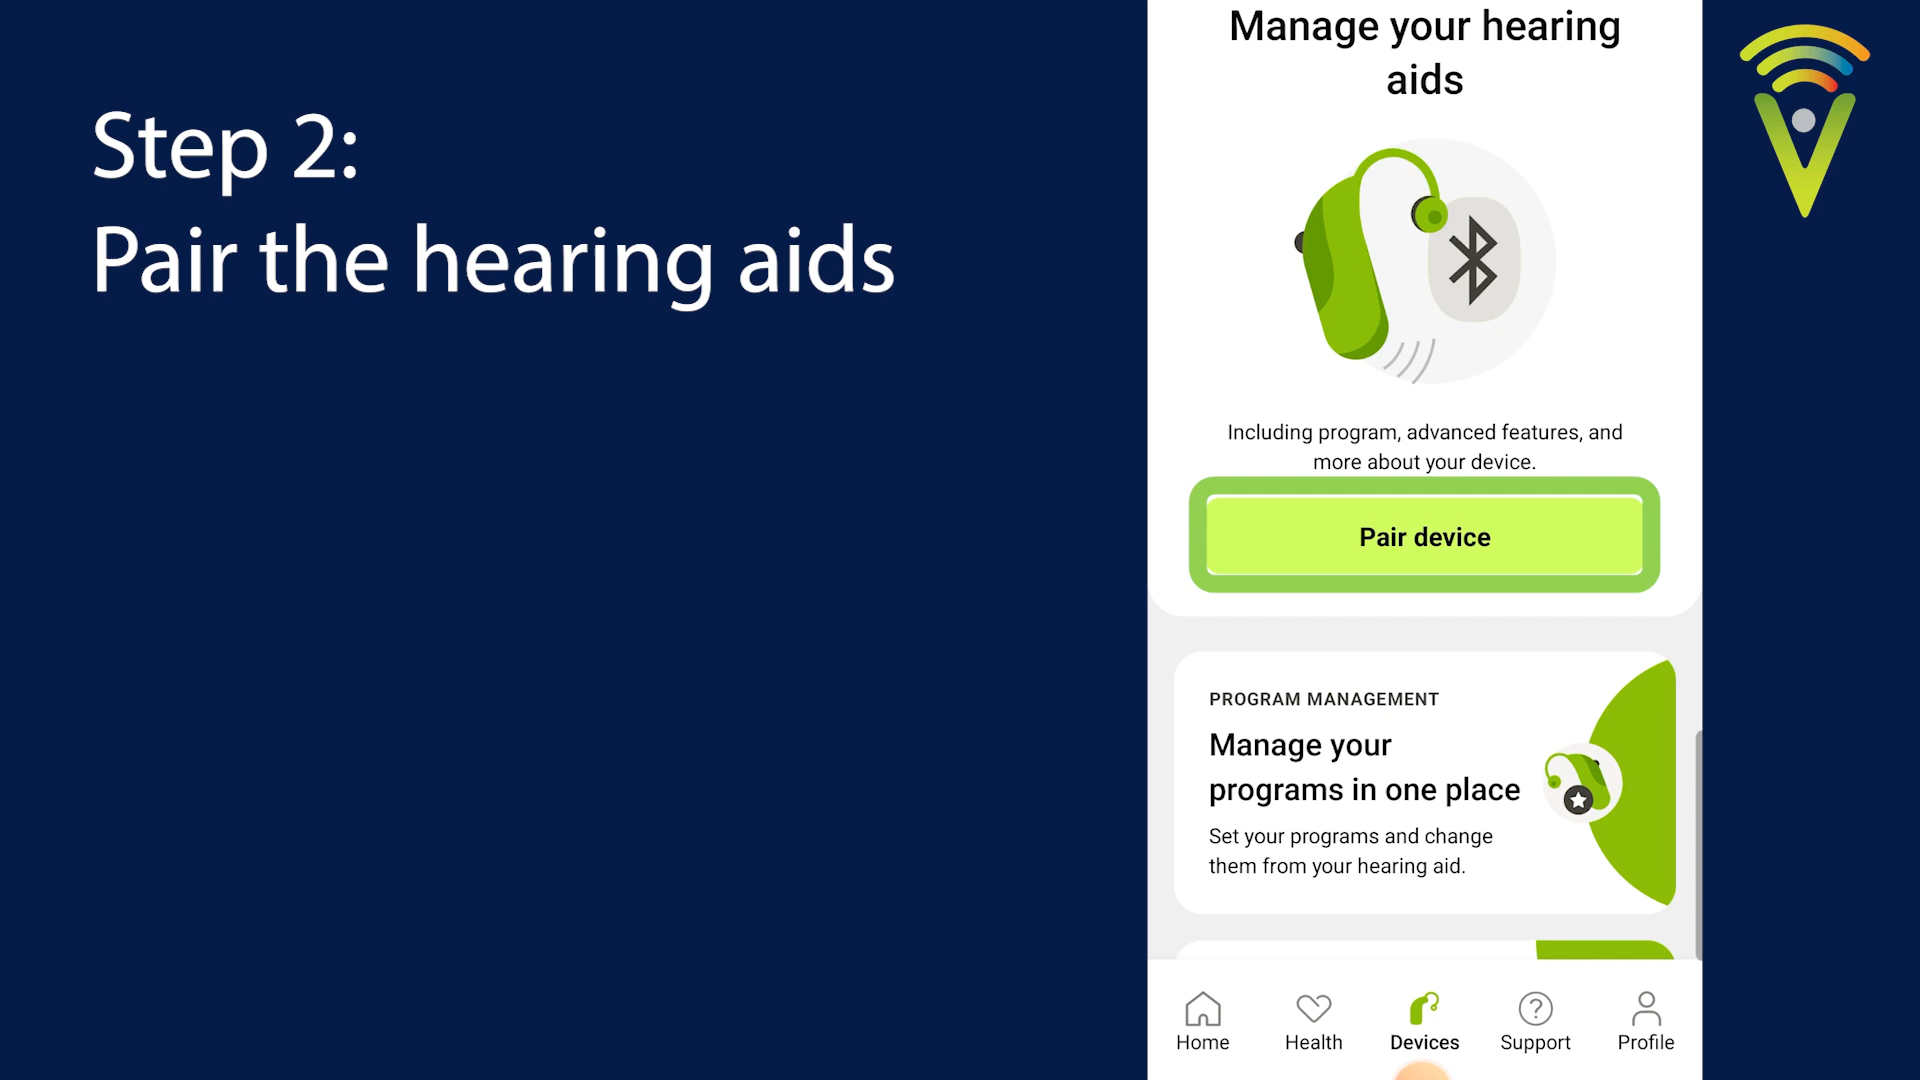 Step 2:
Pair the hearing aids
Manage your hearing
aids
Including program, advanced features, and
more about your device.
Pair device
PROGRAM MANAGEMENT
Manage your
programs in one place
Set your programs and change
them from your hearing aid.
Home
Health
Devices
Support
Profile